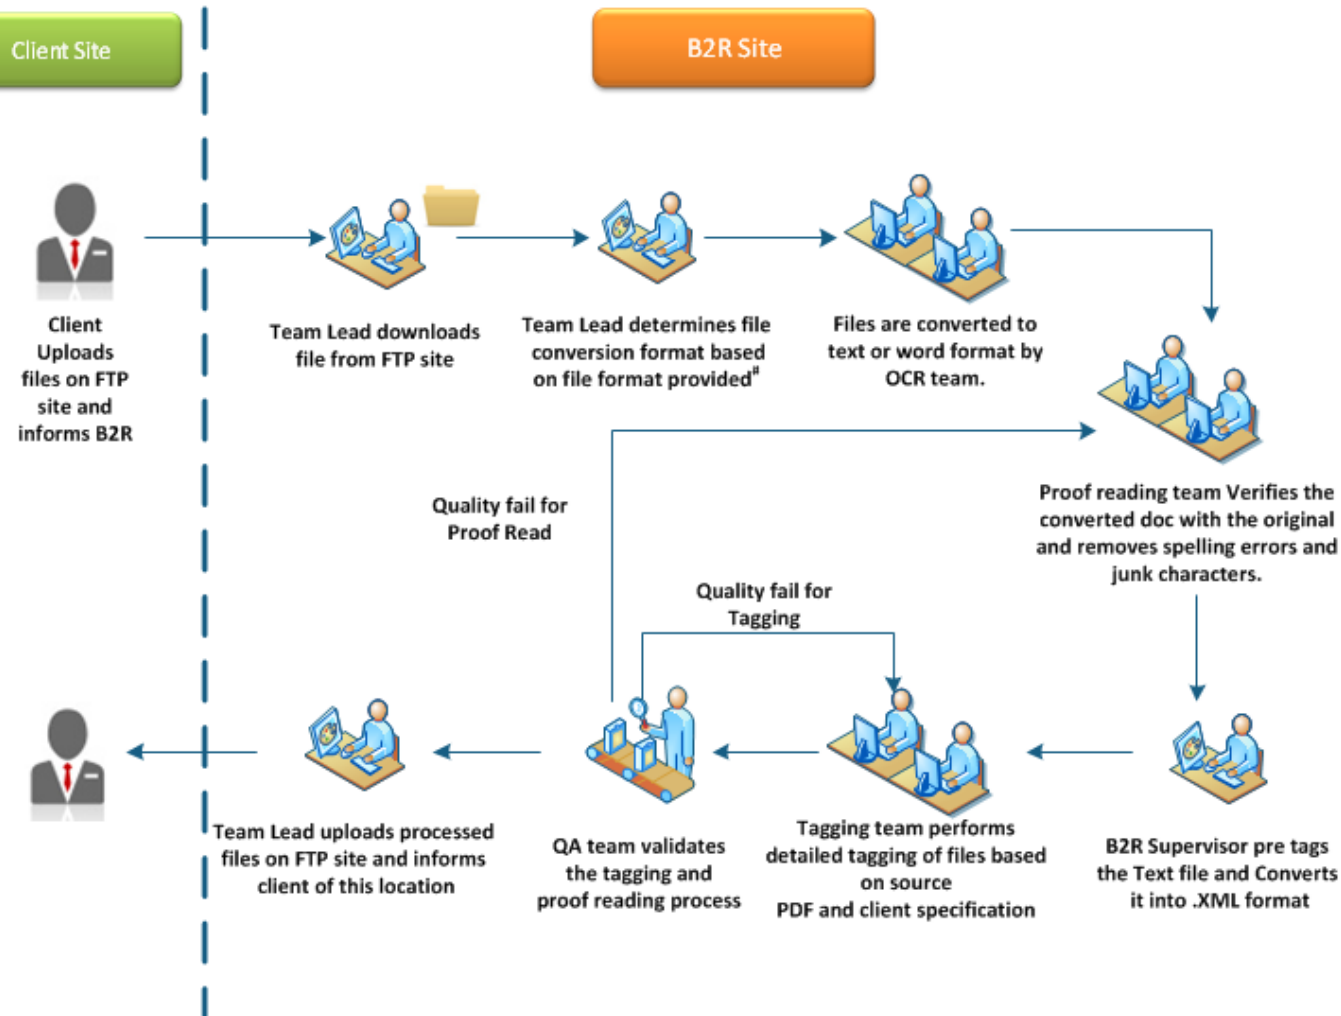 Client Site
B2R Site
Client
Uploads
files on FTP
site and
informs B2R
Team Lead downloads
file from FTP site
Team Lead determines file
conversion format based
on file format provided#
Files are converted to
text or word format by
OCR team.
Proof reading team Verifies the
converted doc with the original
and removes spelling errors and
junk characters.
Quality fail for
Proof Read
Quality fail for
Tagging
Team Lead uploads processed
files on FTP site and informs
client of this location
QA team validates
the tagging and
proof reading process
Tagging team performs
detailed tagging of files based
on source
PDF and client specification
B2R Supervisor pre tags
the Text file and Converts
it into .XML format